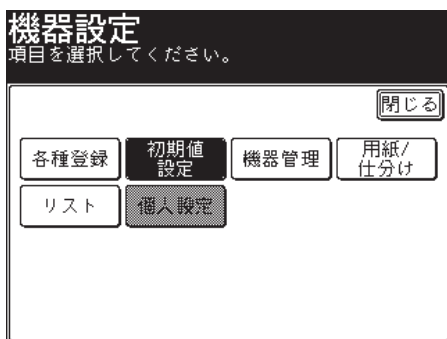 機器設定
項目を選択してください。
閉じる
各種登録
初期値
設定
機器管理
用紙/
仕分け
リスト
個人設定